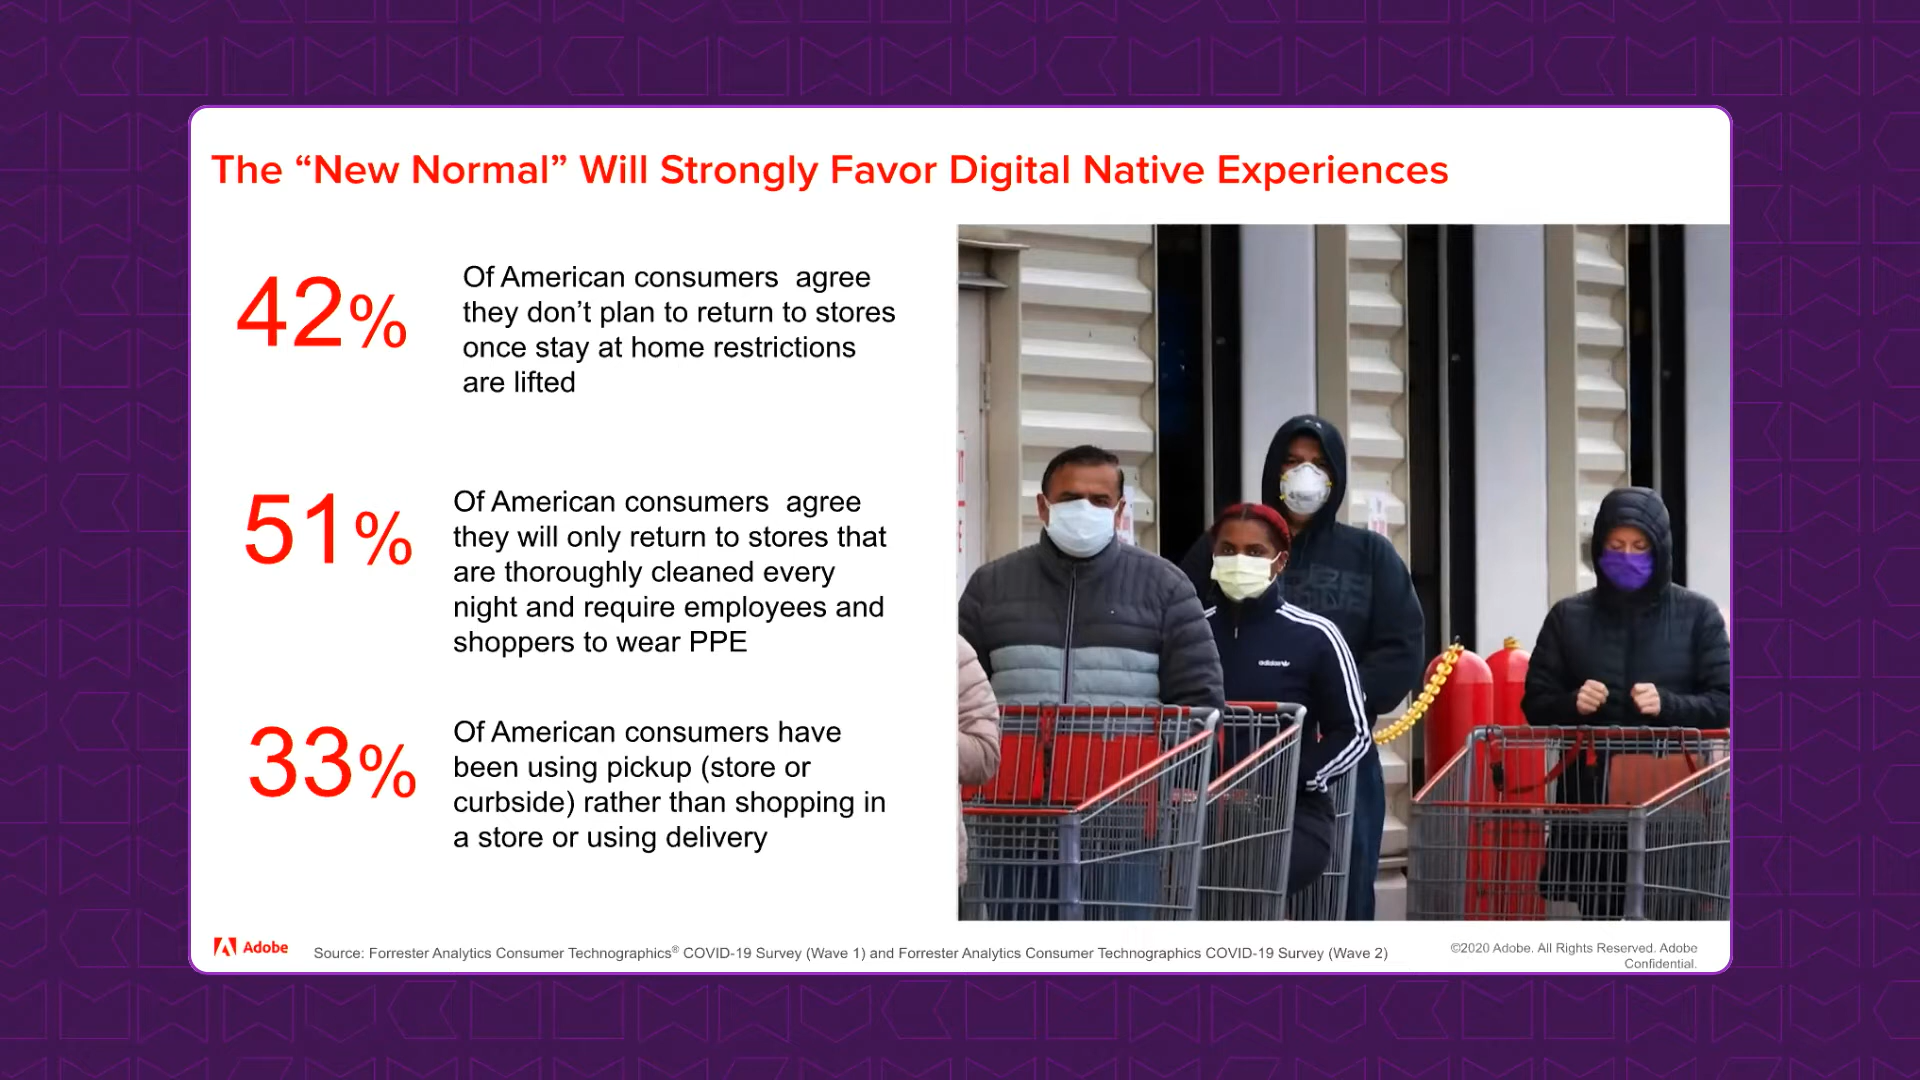 The “New Normal” Will Strongly Favor Digital Native Experiences
42%
Of American consumers  agree
they don’t plan to return to stores
once stay at home restrictions
are lifted
51%
Of American consumers  agree
they will only return to stores that
are thoroughly cleaned every
night and require employees and
shoppers to wear PPE
33%
Of American consumers have
been using pickup (store or
curbside) rather than shopping in
a store or using delivery
adidas
Adobe
Source: Forrester Analytics Consumer Technographics® COVID-19 Survey (Wave 1) and Forrester Analytics Consumer Technographics COVID-19 Survey (Wave 2)
©2020 Adobe. All Rights Reserved. Adobe
Confidential.